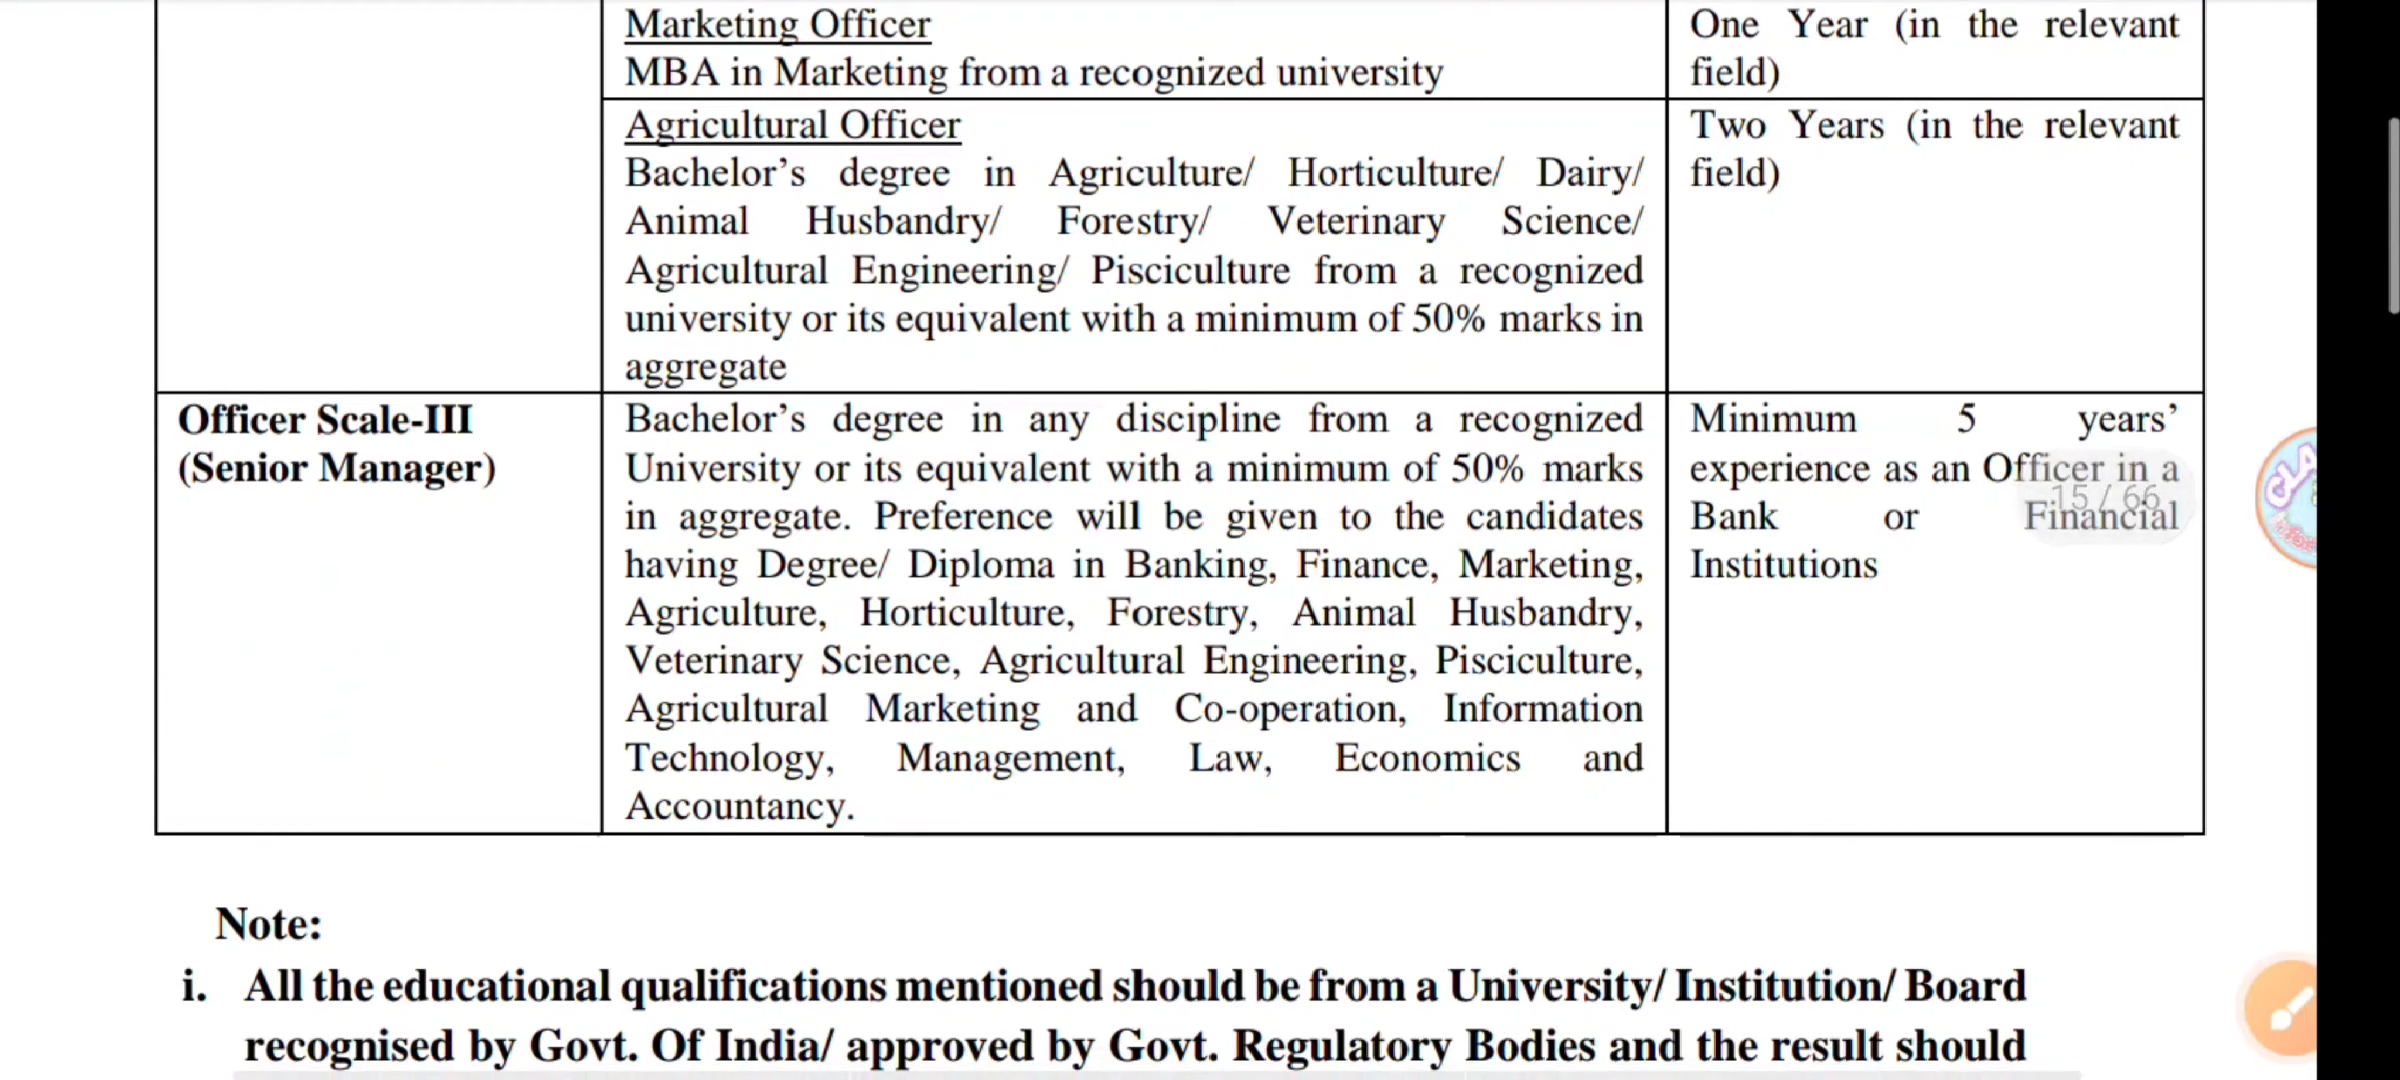 Marketing Officer
MBA in Marketing from a recognized university
One Year (in the relevant
field)
Agricultural Officer
Bachelor’s degree in Agriculture/ Horticulture/ Dairy/
Animal Husbandry/ Forestry/ Veterinary Science/
Agricultural Engineering/ Pisciculture from a recognized
university or its equivalent with a minimum of 50% marks in
aggregate
Two Years (in the relevant
field)
Officer Scale-III
(Senior Manager)
Bachelor’s degree in any discipline from a recognized
University or its equivalent with a minimum of 50% marks
in aggregate. Preference will be given to the candidates
having Degree/ Diploma in Banking, Finance, Marketing,
Agriculture, Horticulture, Forestry, Animal Husbandry,
Veterinary Science, Agricultural Engineering, Pisciculture,
Agricultural Marketing and Co-operation, Information
Technology, Management, Law, Economics and
Accountancy.
Minimum 5 years’
experience as an Officer in a
Bank or Financial
Institutions
15 / 66
Note:
i. All the educational qualifications mentioned should be from a University/ Institution/ Board
recognised by Govt. Of India/ approved by Govt. Regulatory Bodies and the result should